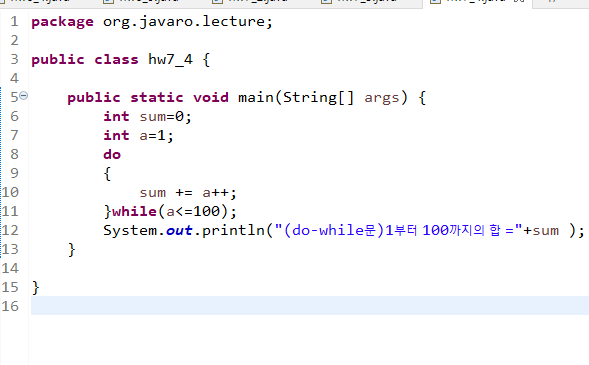 1 package org.javaro.lecture;
2
3 public class hw7_4 {
4
5 public static void main(String[] args) {
6 int sum=0;
7 int a=1;
8 do
9 {
10 sum += a++;
11 }while(a<=100);
12 System.out.println("(do-while문)1부터 100까지의 합 ="+sum );
13 }
14
15 }
16